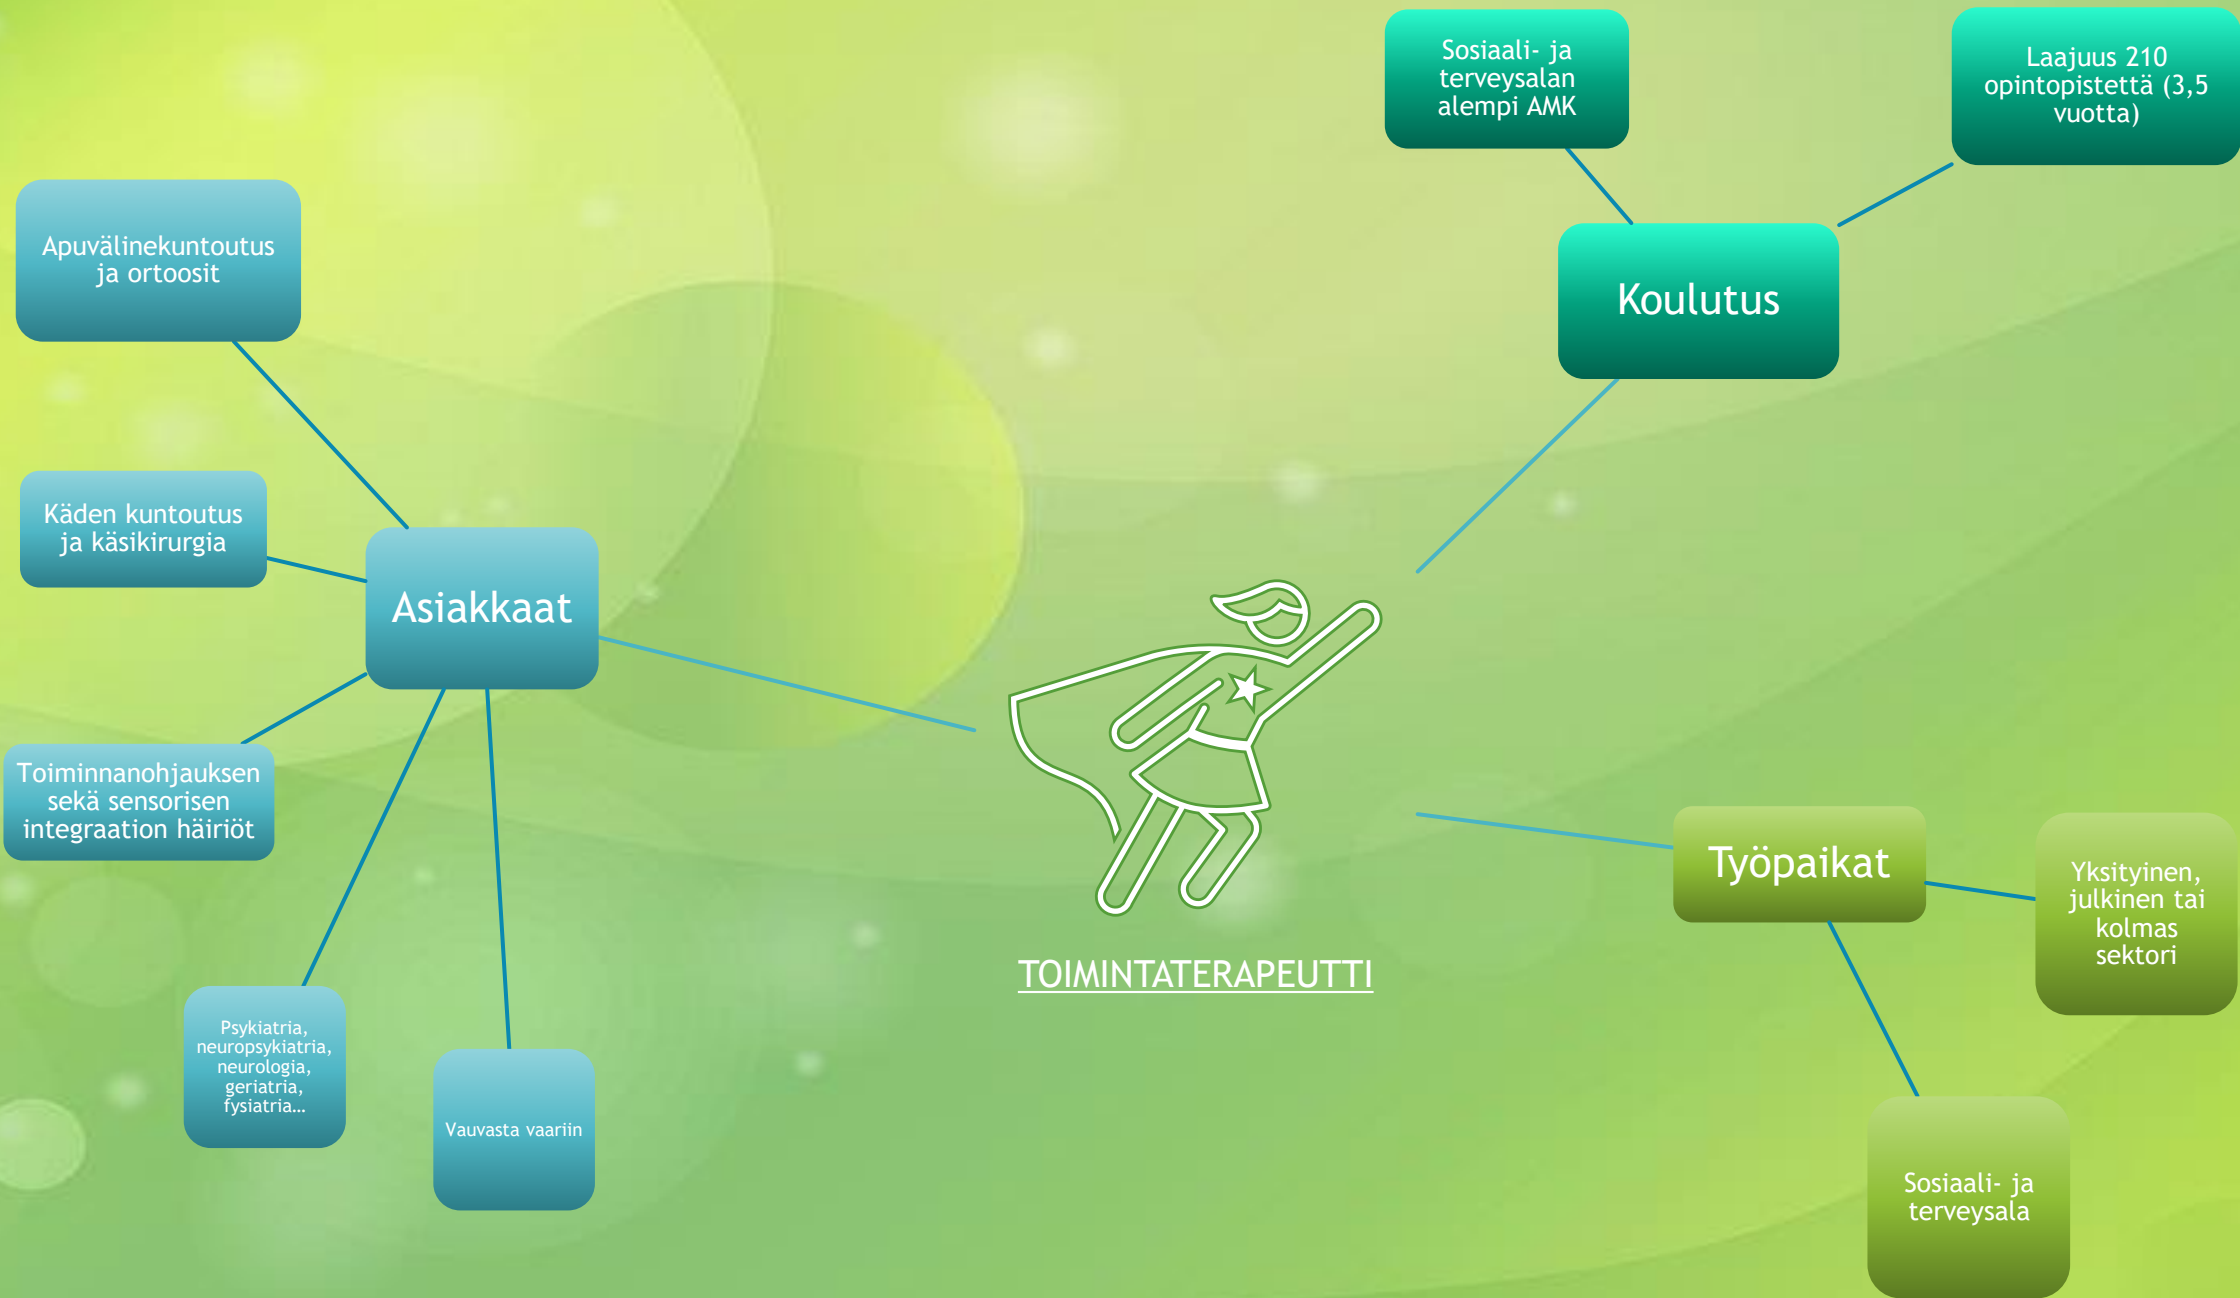 Sosiaali- ja
terveysalan
alempi AMK
Laajuus 210
opintopistettä (3,5
vuotta)
Koulutus
Apuvälinekuntoutus
ja ortoosit
Käden kuntoutus
ja käsikirurgia
Asiakkaat
Toiminnanohjauksen
sekä sensorisen
integraation häiriöt
Psykiatria,
neuropsykiatria,
neurologia,
geriatria,
fysiatria…
Vauvasta vaariin
TOIMINTATERAPEUTTI
Työpaikat
Yksityinen,
julkinen tai
kolmas
sektori
Sosiaali- ja
terveysala